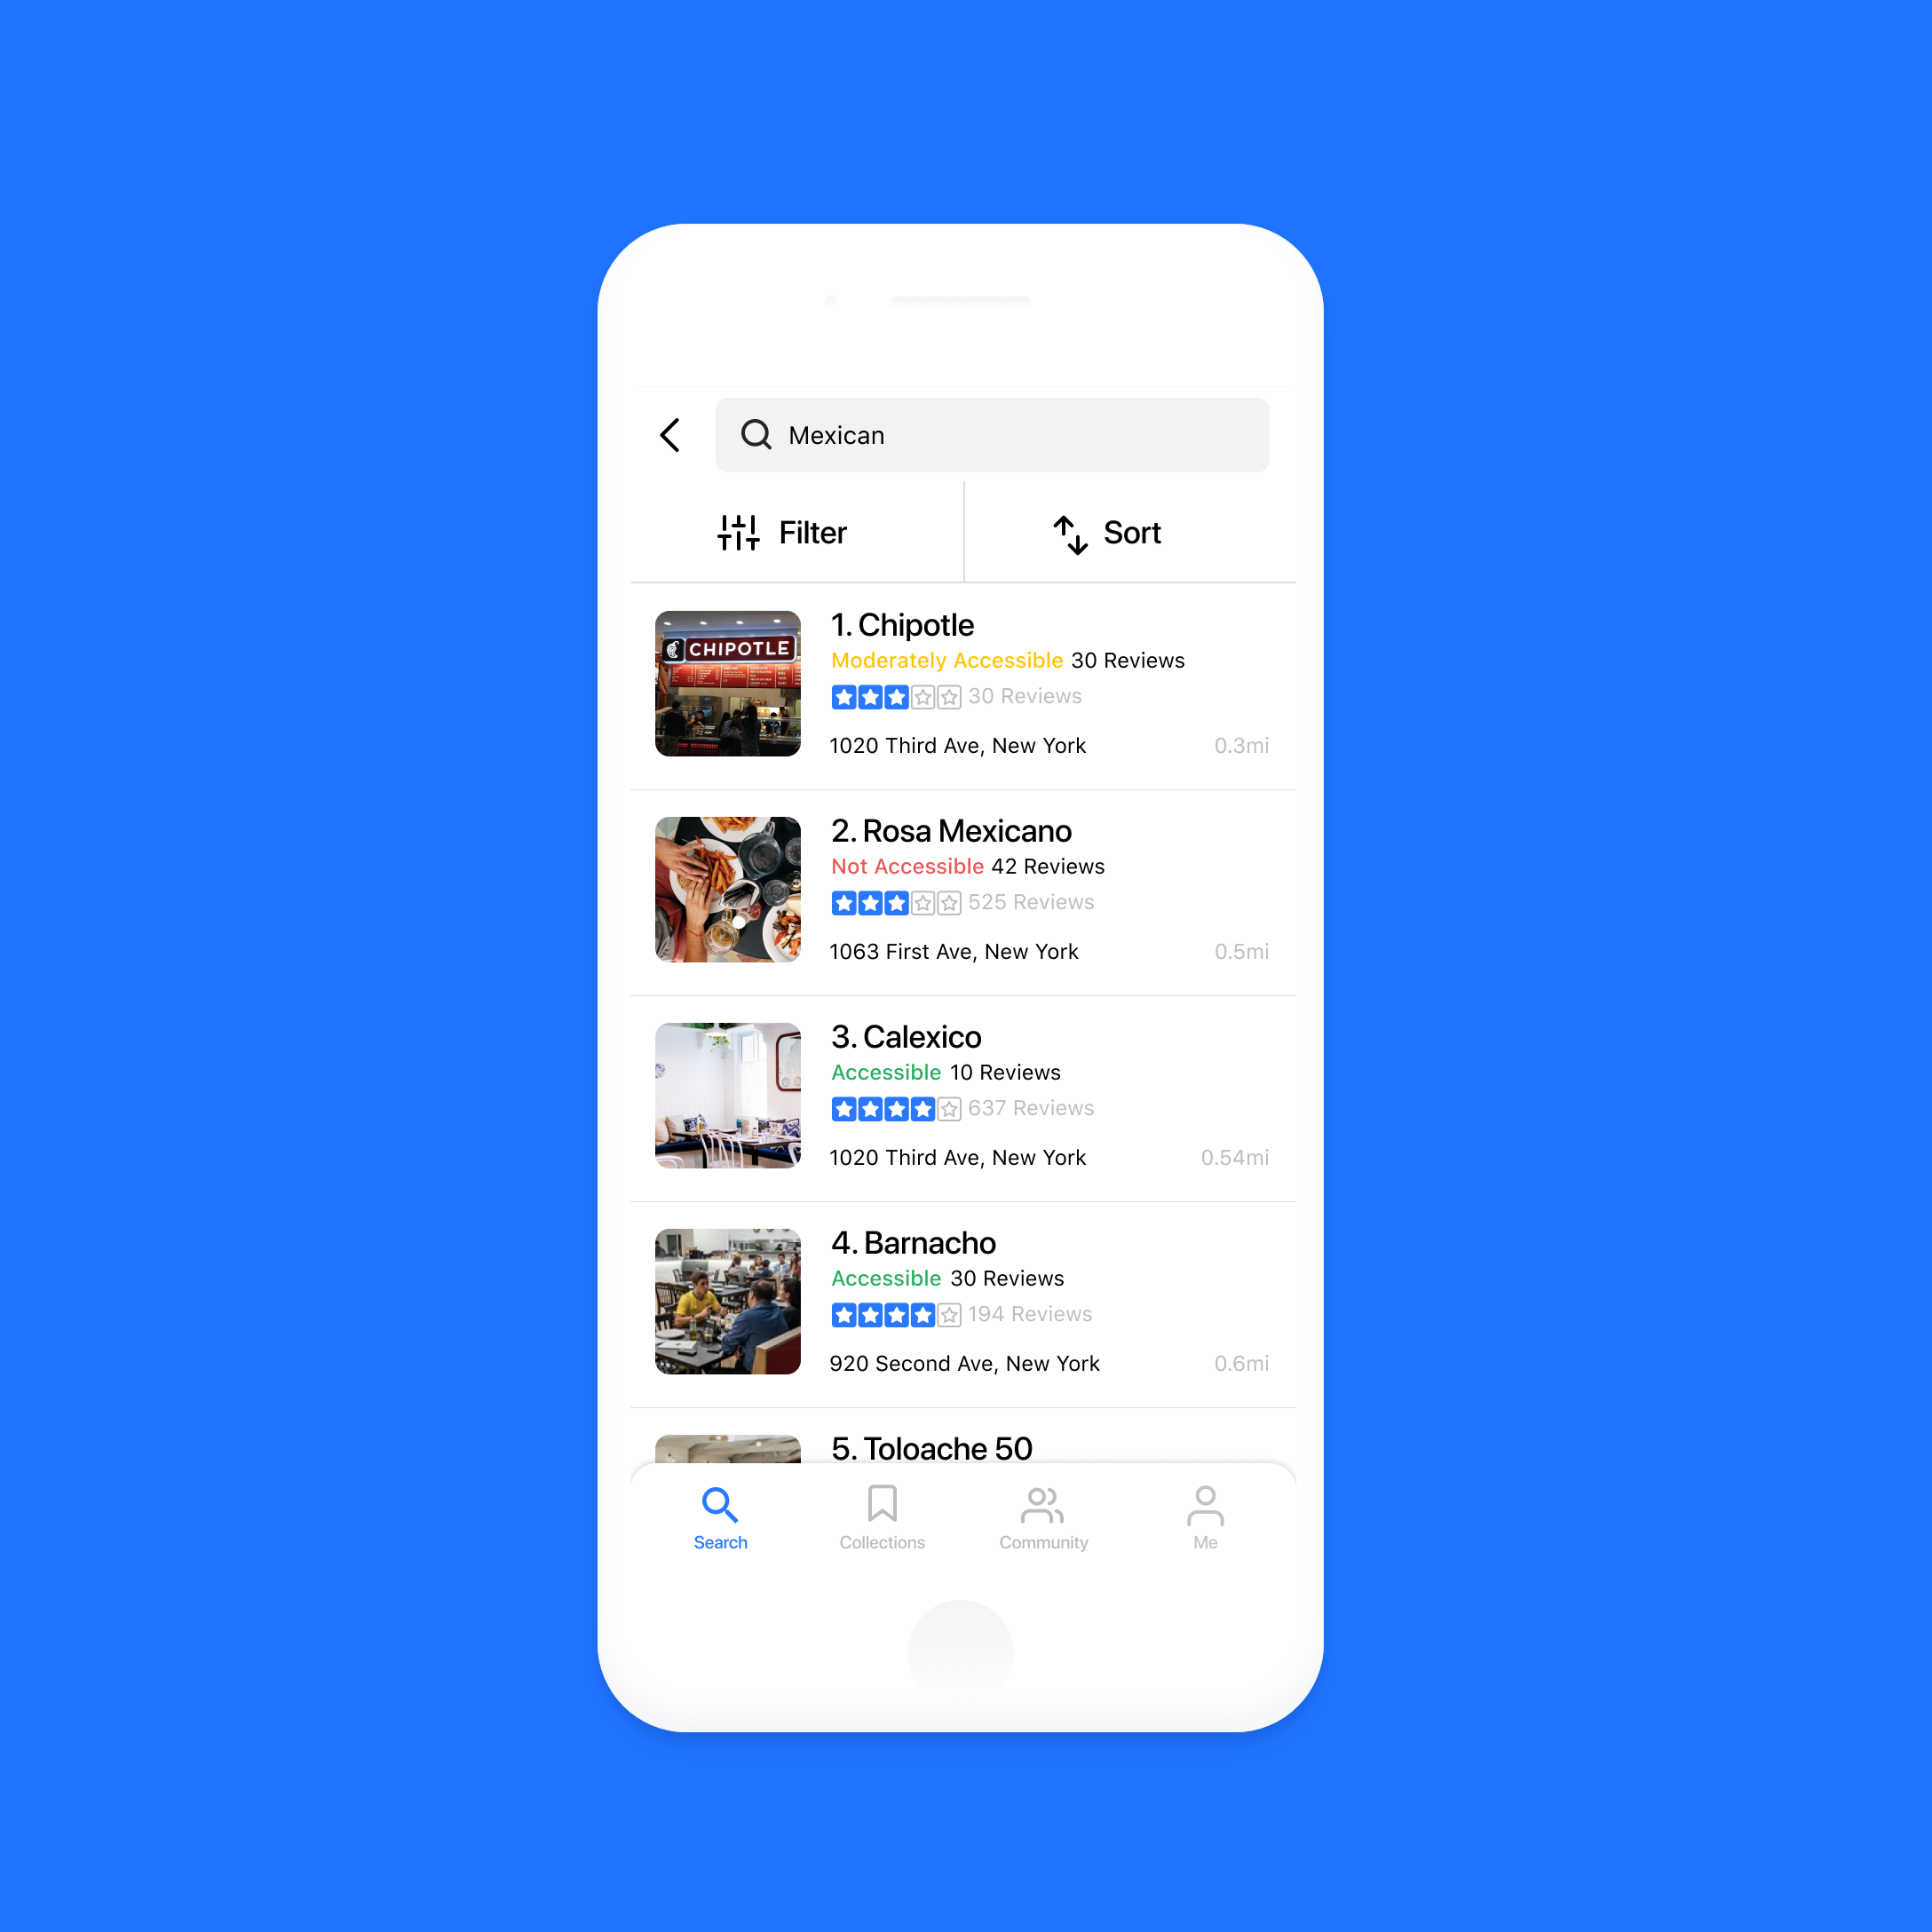 Mexican
Filter
Sort
CHIPOTLE
1. Chipotle
Moderately Accessible 30 Reviews
30 Reviews
1020 Third Ave, New York
0.3mi
2. Rosa Mexicano
Not Accessible 42 Reviews
525 Reviews
1063 First Ave, New York
0.5mi
3. Calexico
Accessible 10 Reviews
637 Reviews
1020 Third Ave, New York
0.54mi
4. Barnacho
Accessible 30 Reviews
194 Reviews
920 Second Ave, New York
0.6mi
5. Toloache 50
Search
Collections
Community
Me